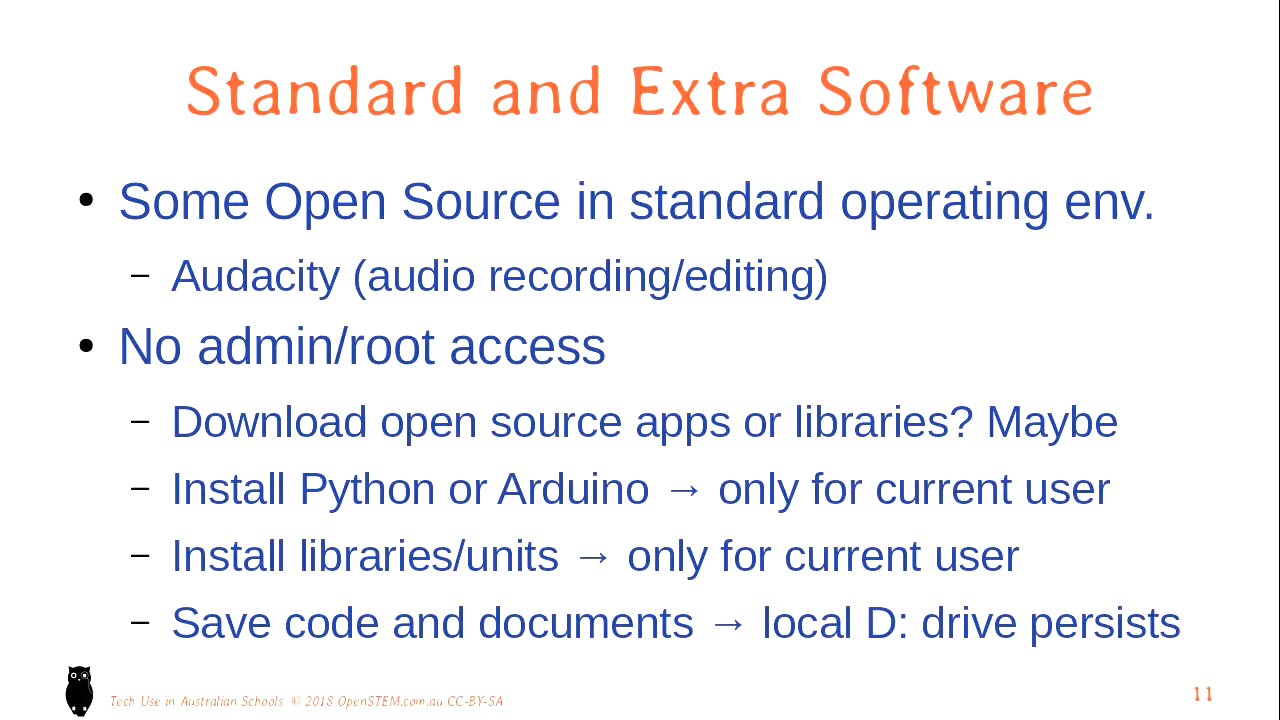 Standard and Extra Software
• Some Open Source in standard operating env.
– Audacity (audio recording/editing)
• No admin/root access
– Download open source apps or libraries? Maybe
– Install Python or Arduino → only for current user
– Install libraries/units → only for current user
– Save code and documents → local D: drive persists
Tech Use in Australian Schools © 2018 OpenSTEM.com.au CC-BY-SA
11